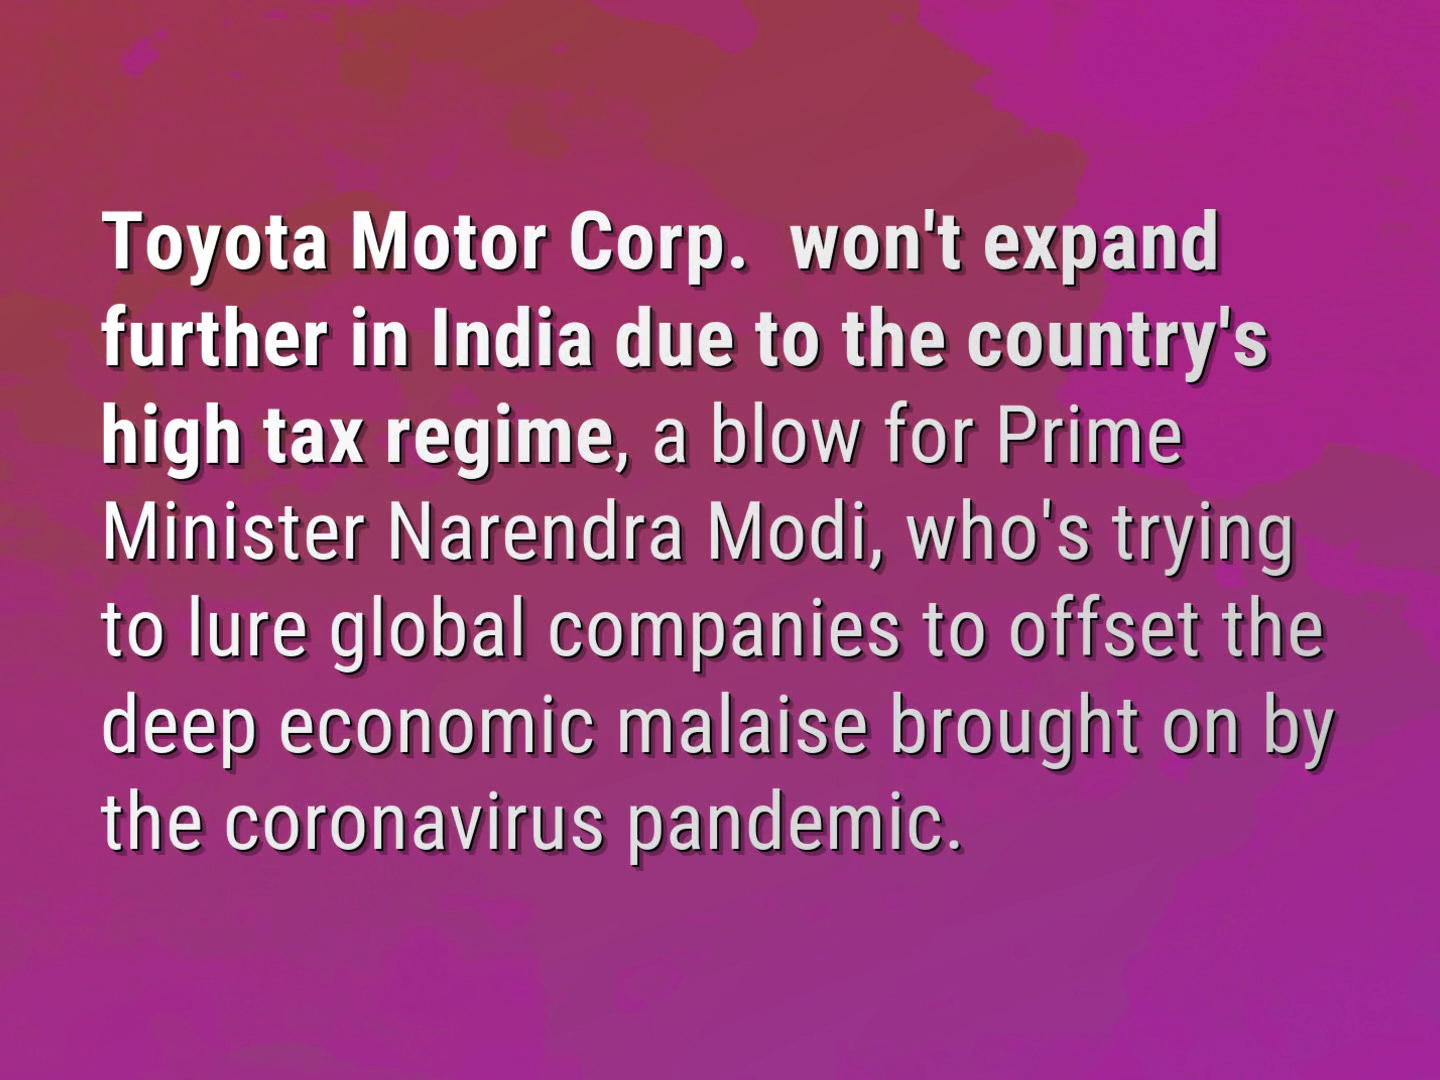 Toyota Motor Corp.  won't expand
further in India due to the country's
high tax regime, a blow for Prime
Minister Narendra Modi, who's trying
to lure global companies to offset the
deep economic malaise brought on by
the coronavirus pandemic.